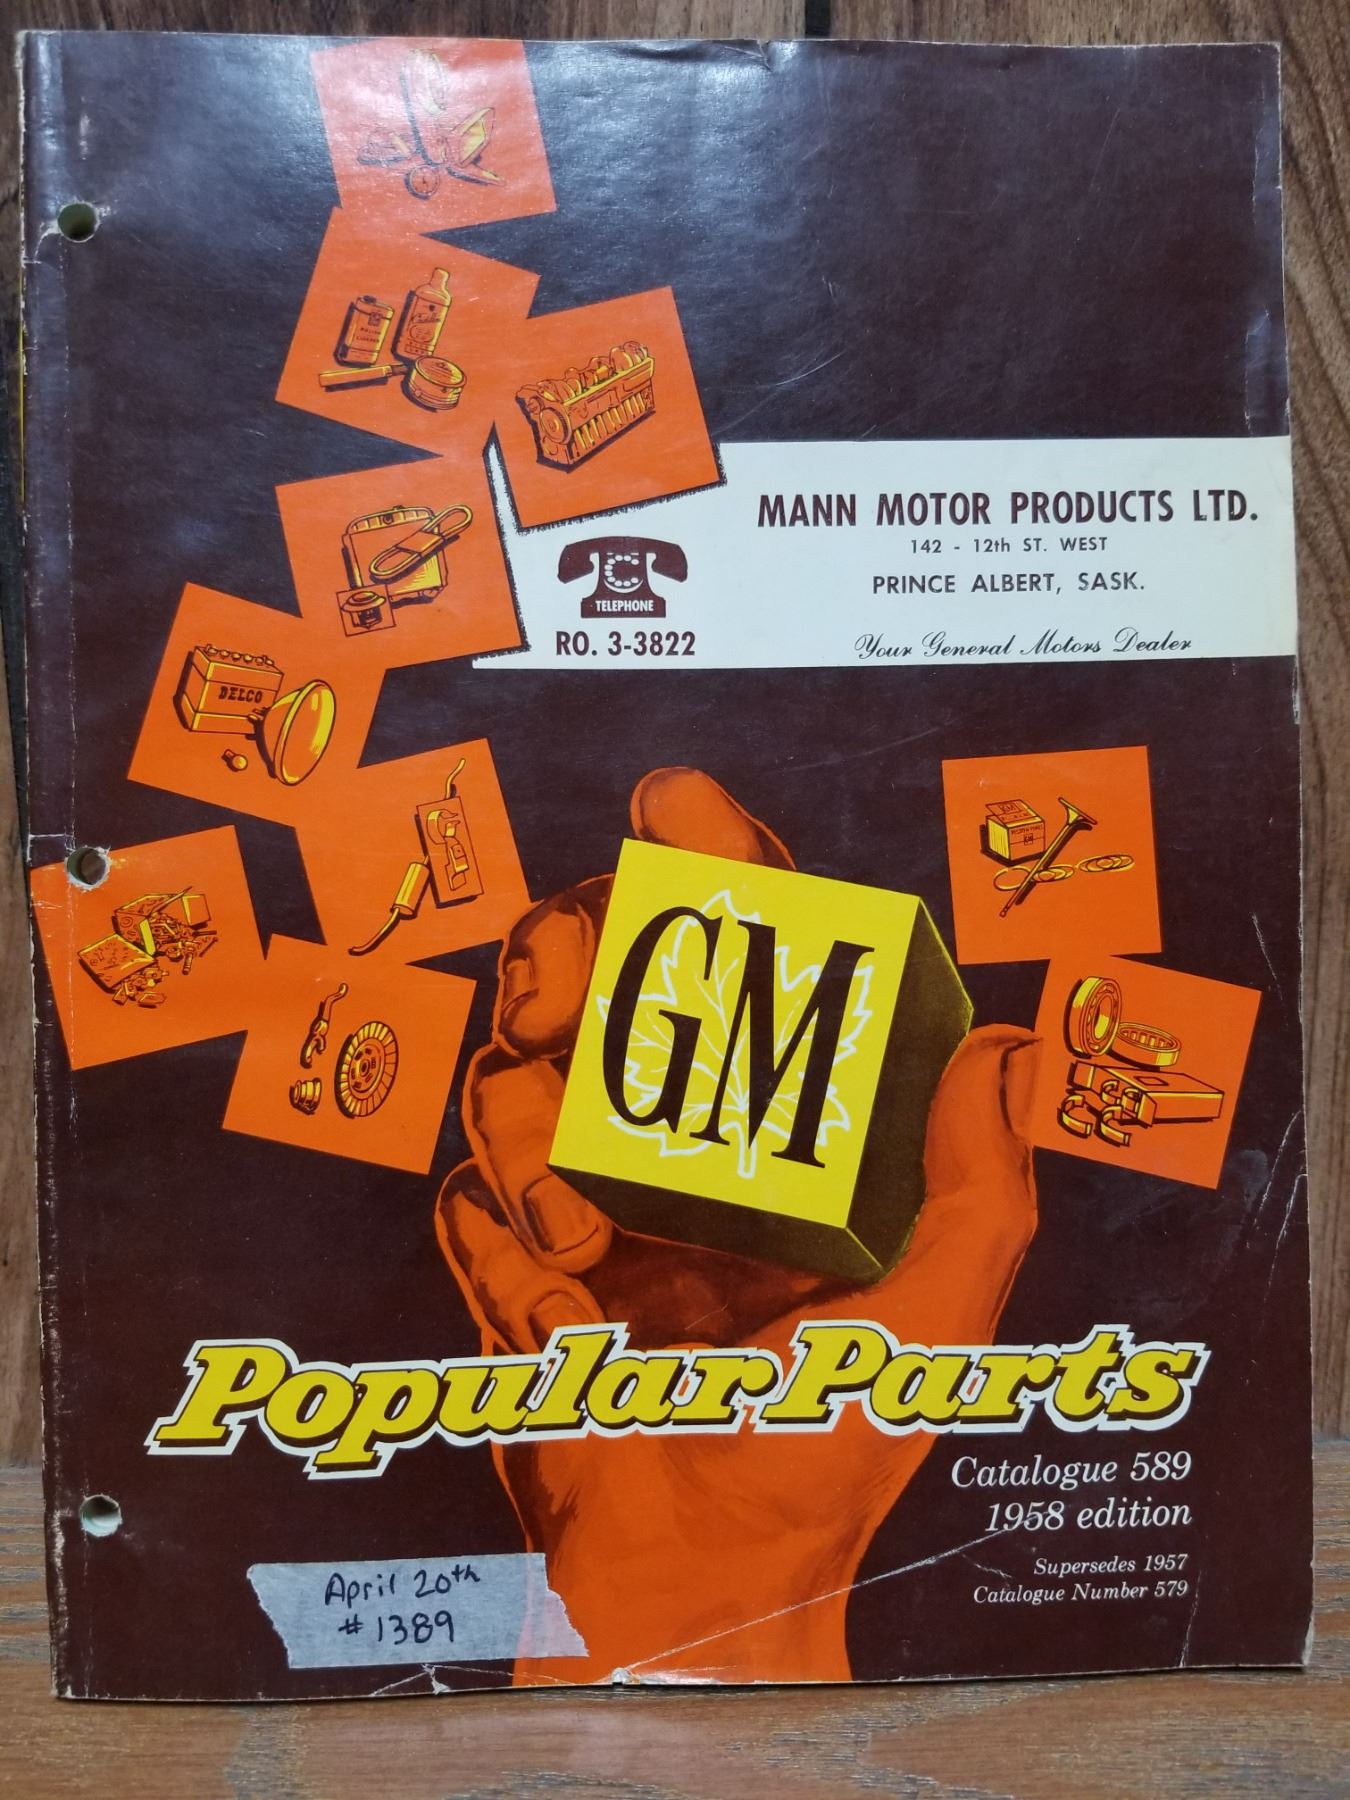 MANN MOTOR PRODUCTS LTD.
142 - 12th ST. WEST
PRINCE ALBERT, SASK.
TELEPHONE
RO. 3-3822
Your General Motors Dealer
DELCO
GM
Popular Parts
Catalogue 589
1958 edition
Supersedes 1957
Catalogue Number 579
April 20th
# 1389